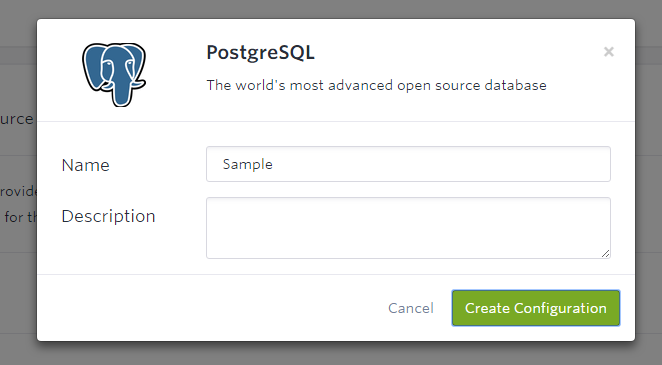 PostgreSQL
×
The world's most advanced open source database
urce
Name
Sample
rovide
Description
for th
Cancel
Create Configuration